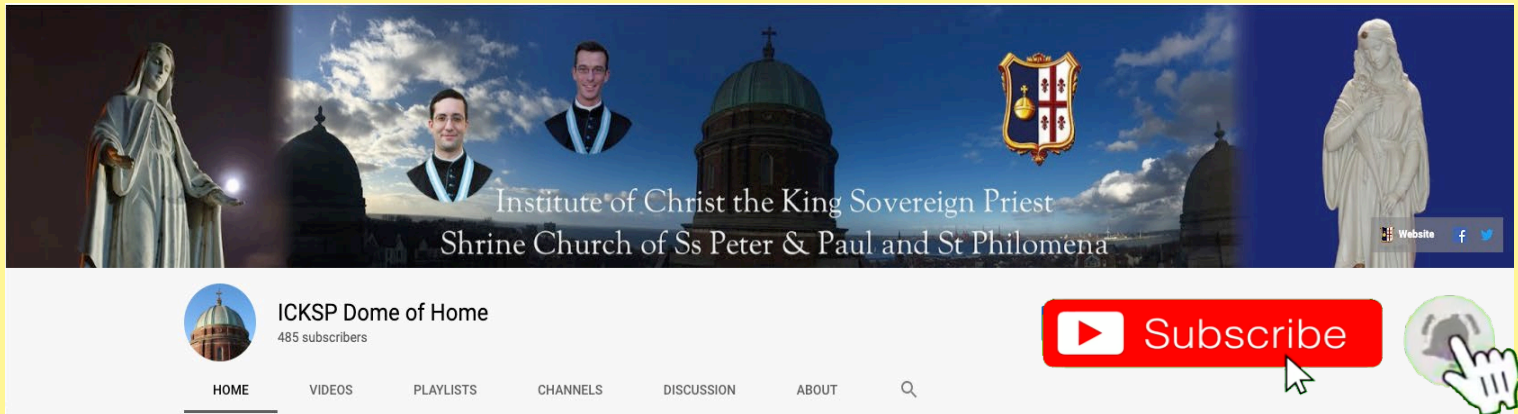 Institute of Christ the King Sovereign Priest
Shrine Church of Ss Peter & Paul and St Philomena
Website
ICKSP Dome of Home
485 subscribers
Subscribe
HOME VIDEOS PLAYLISTS CHANNELS DISCUSSION ABOUT